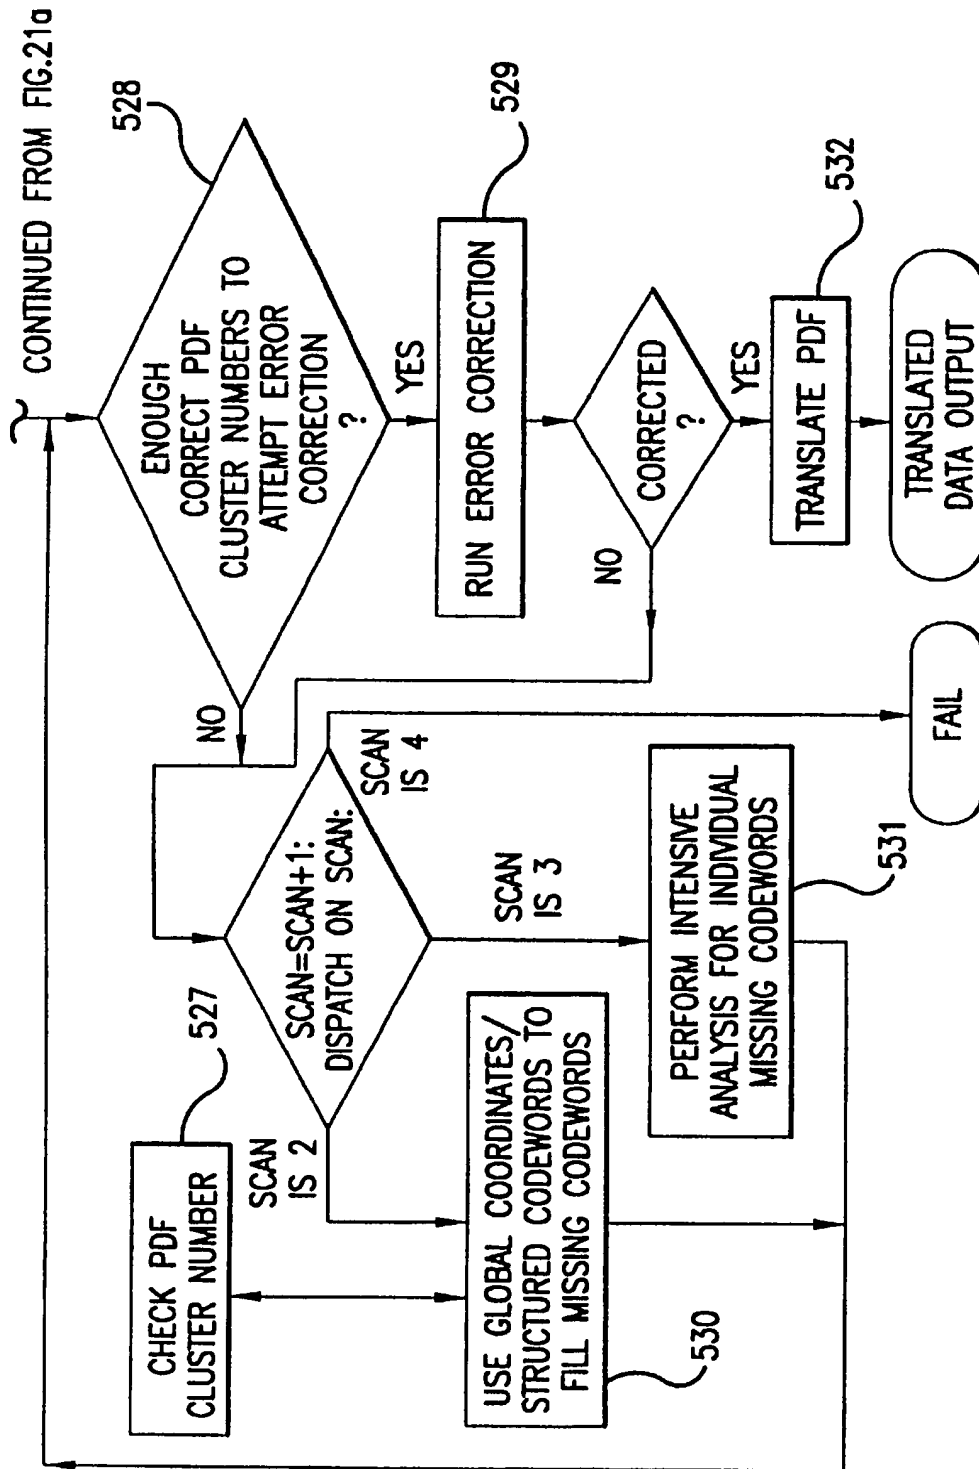 CONTINUED FROM FIG.21a
528
ENOUGH
CORRECT PDF
CLUSTER NUMBERS TO
ATTEMPT ERROR
CORRECTION
?
YES
NO
529
RUN ERROR CORRECTION
CORRECTED
?
NO
YES
532
TRANSLATE PDF
TRANSLATED
DATA OUTPUT
SCAN=SCAN+1:
DISPATCH ON SCAN:
SCAN
IS 4
FAIL
SCAN
IS 3
PERFORM INTENSIVE
ANALYSIS FOR INDIVIDUAL
MISSING CODEWORDS
531
SCAN
IS 2
527
CHECK PDF
CLUSTER NUMBER
USE GLOBAL COORDINATES/
STRUCTURED CODEWORDS TO
FILL MISSING CODEWORDS
530